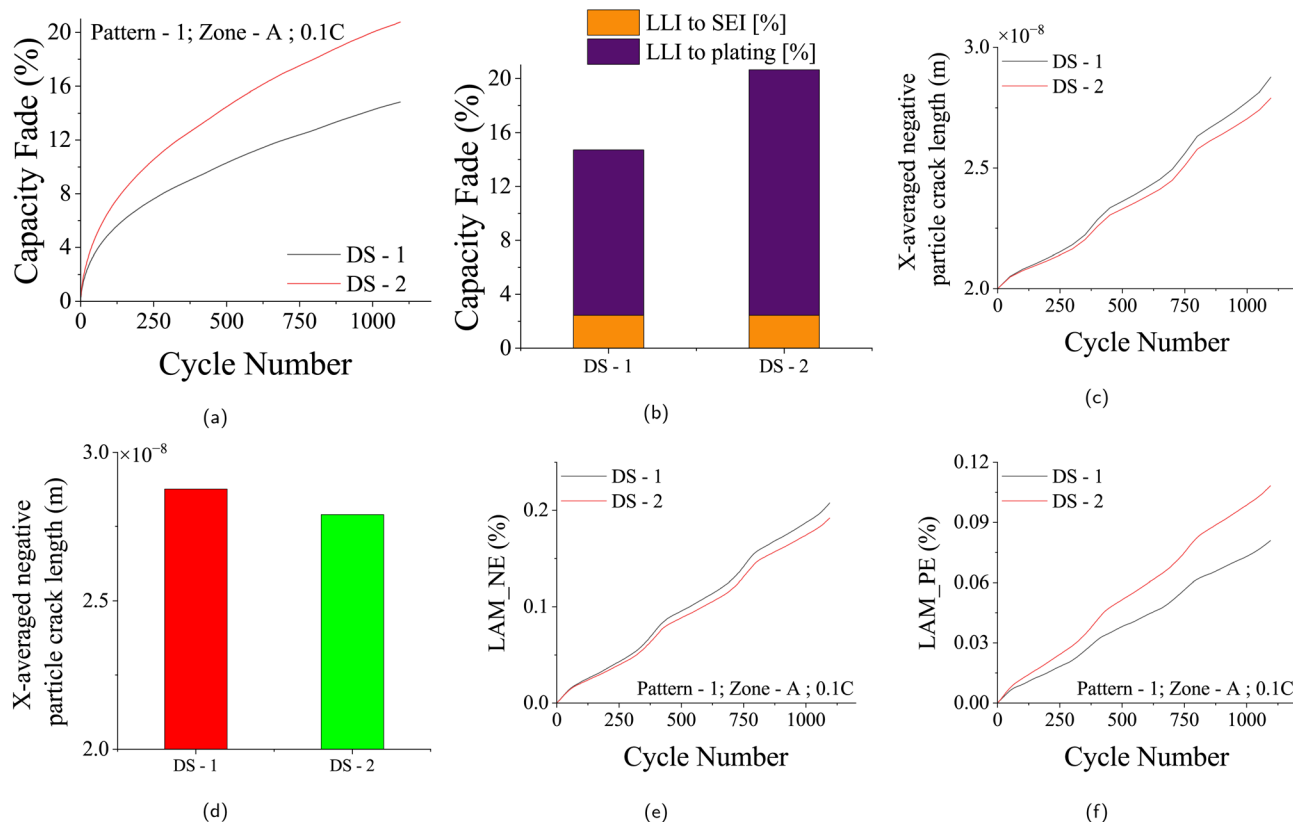 Capacity Fade (%)
20
16
12
8
4
0
Pattern - 1; Zone - A ; 0.1C
DS - 1
DS - 2
0 250 500 750 1000
Cycle Number
(a)
LLI to SEI [%]
LLI to plating [%]
Capacity Fade (%)
20
16
12
8
4
0
DS - 1 DS - 2
(b)
×10⁻⁸
3.0
2.5
2.0
X-averaged negative
particle crack length (m)
DS - 1
DS - 2
0 250 500 750 1000
Cycle Number
(c)
×10⁻⁸
3.0
2.5
2.0
X-averaged negative
particle crack length (m)
DS - 1 DS - 2
(d)
LAM_NE (%)
0.2
0.1
0.0
DS - 1
DS - 2
Pattern - 1; Zone - A ; 0.1C
0 250 500 750 1000
Cycle Number
(e)
LAM_PE (%)
0.12
0.09
0.06
0.03
0.00
DS - 1
DS - 2
Pattern - 1; Zone - A ; 0.1C
0 250 500 750 1000
Cycle Number
(f)